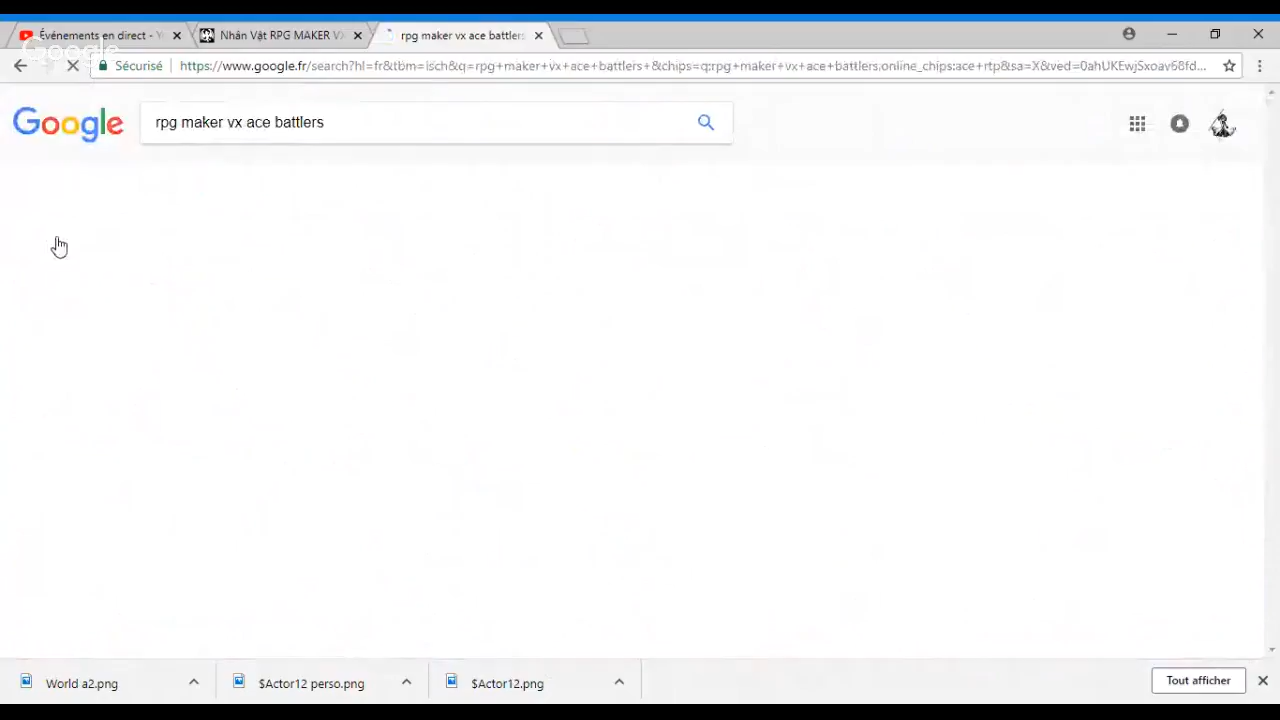 Événements en direct - Y
Nhân Vật RPG MAKER VX
rpg maker vx ace battlers
Google
Sécurisé
https://www.google.fr/search?hl=fr&tbm=isch&q=rpg+maker+vx+ace+battlers+&chips=q:rpg+maker+vx+ace+battlers,online_chips:ace+rtp&sa=X&ved=0ahUKEwjSxoav68fd...
Google
rpg maker vx ace battlers
World a2.png
$Actor12 perso.png
$Actor12.png
Tout afficher